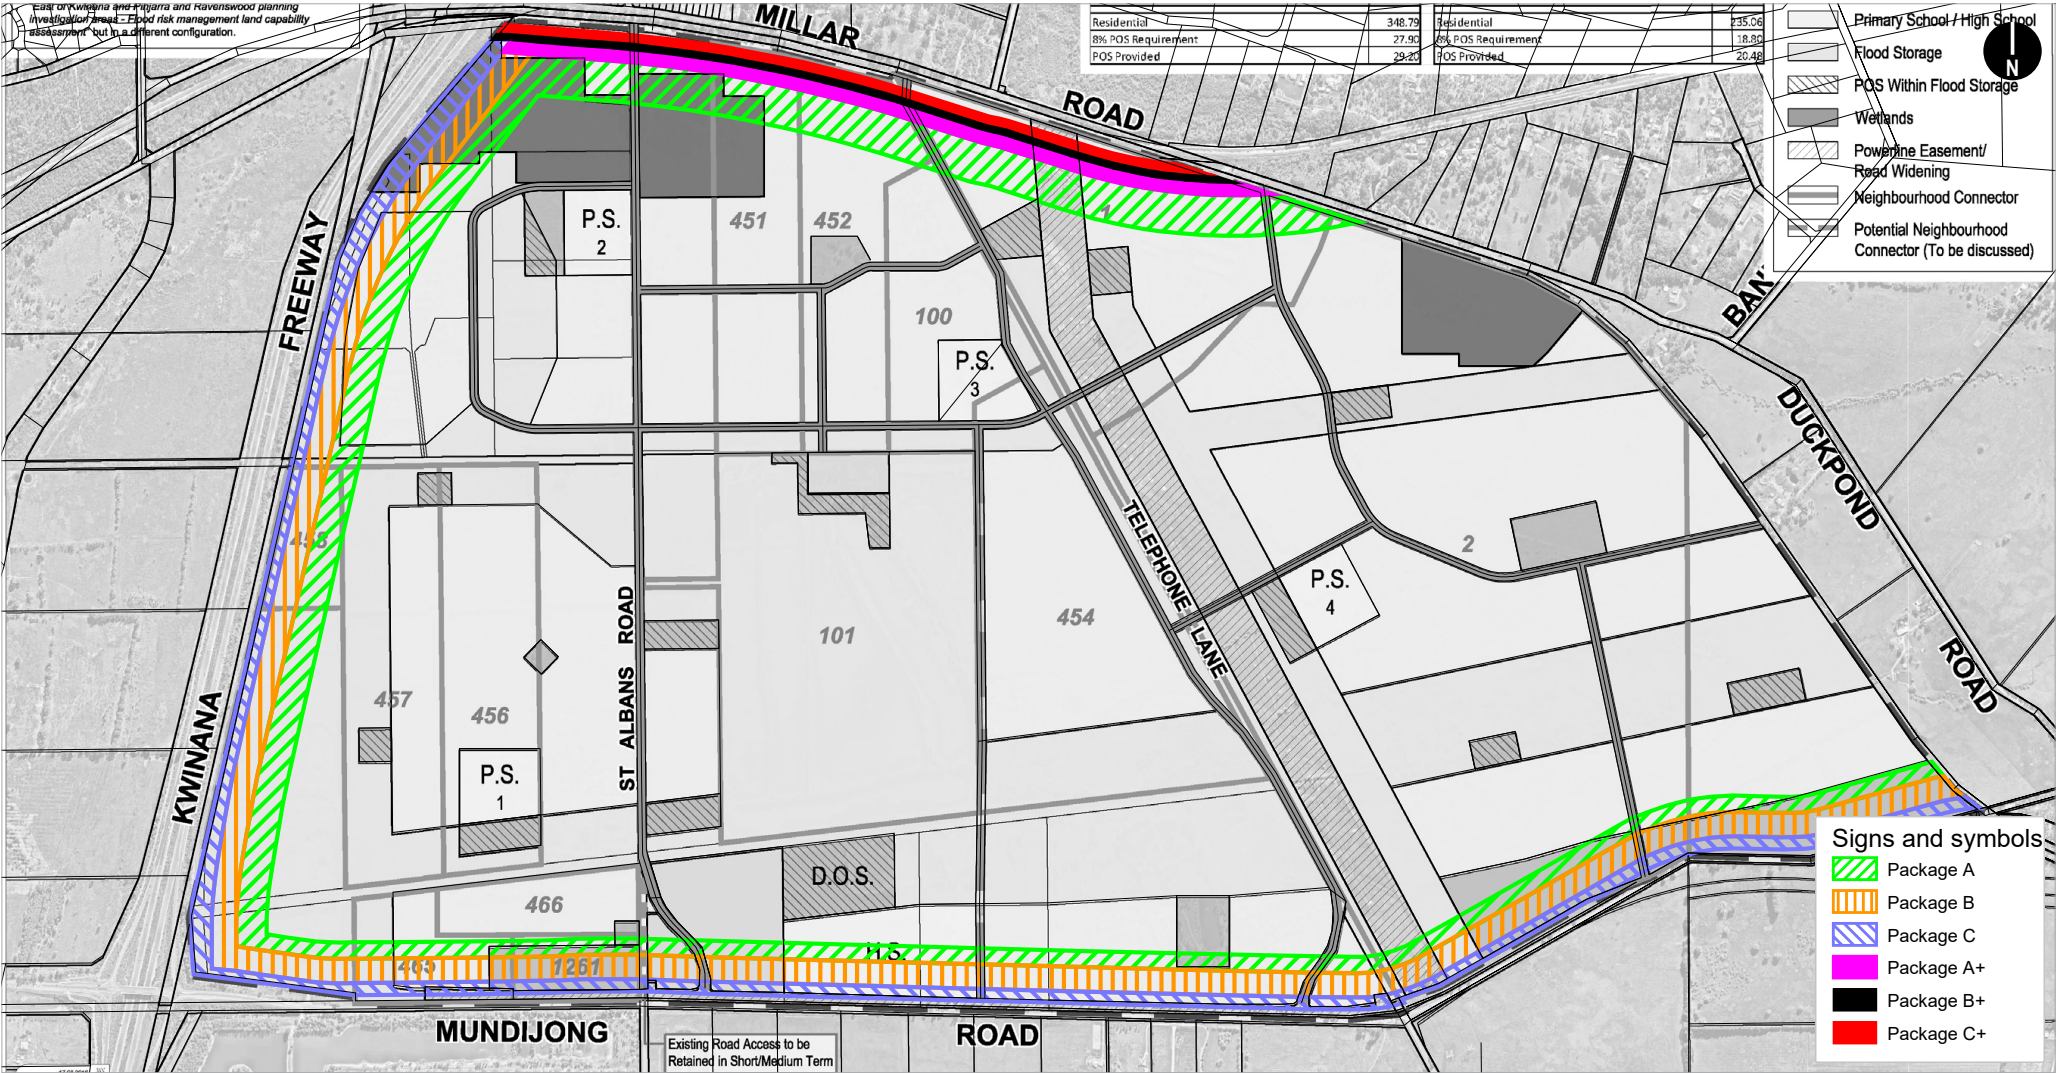 "East of Kwinana and Pinjarra and Ravenswood planning
investigation areas - Flood risk management land capability
assessment" but in a different configuration.
MILLAR
ROAD
Residential 348.79 Residential 235.06
8% POS Requirement 27.90 8% POS Requirement 18.80
POS Provided 29.20 POS Provided 20.48
Primary School / High School
Flood Storage
POS Within Flood Storage
Wetlands
Powerline Easement/
Road Widening
Neighbourhood Connector
Potential Neighbourhood
Connector (To be discussed)
N
FREEWAY
KWINANA
P.S.
2
451
452
1
100
P.S.
3
DUCKPOND
ROAD
458
TELEPHONE
LANE
2
P.S.
4
ST ALBANS ROAD
101
454
457
456
P.S.
1
D.O.S.
466
H.S.
465
1261
MUNDIJONG
ROAD
Existing Road Access to be
Retained in Short/Medium Term
Signs and symbols
Package A
Package B
Package C
Package A+
Package B+
Package C+